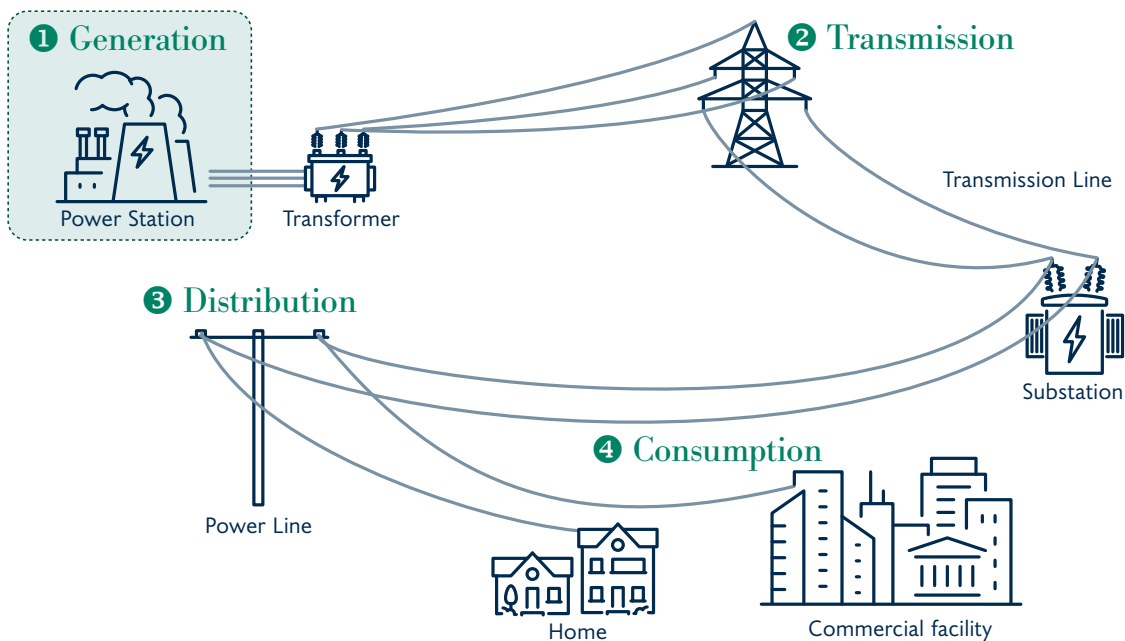 ❶ Generation
Power Station
Transformer
❷ Transmission
Transmission Line
Substation
❸ Distribution
Power Line
❹ Consumption
Home
Commercial facility